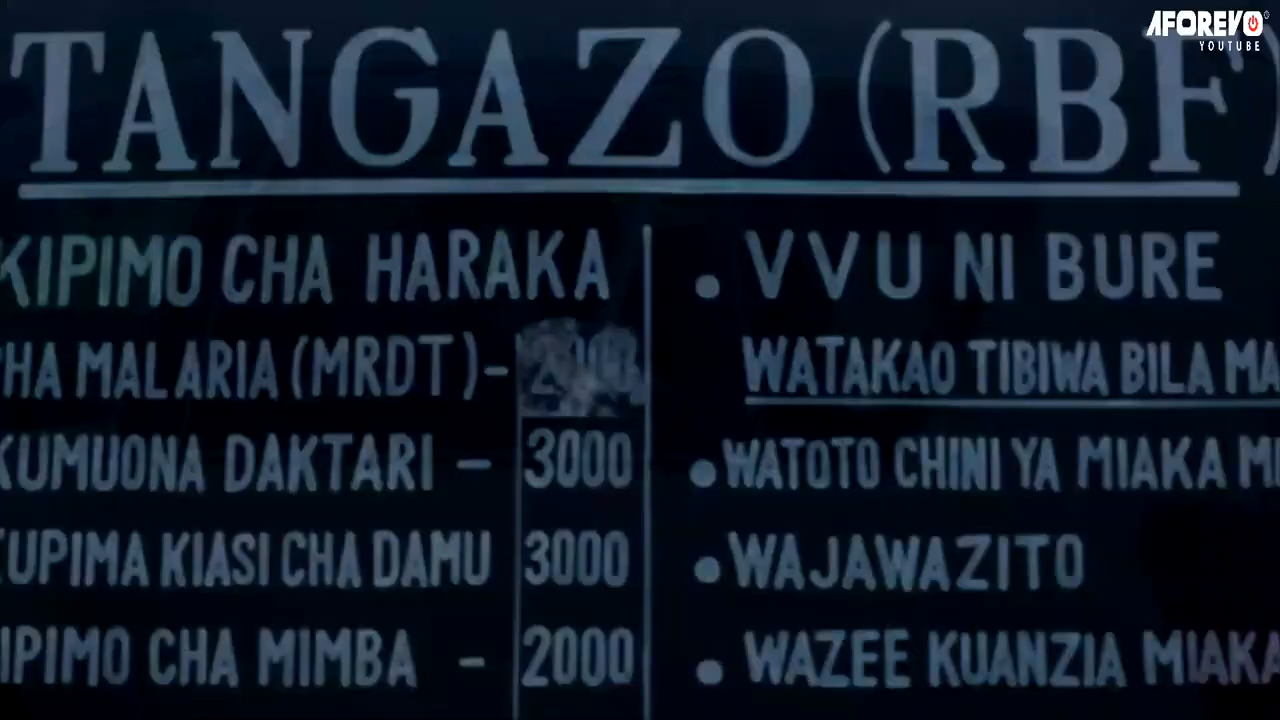 AFOREVO
YOUTUBE
TANGAZO (RBF)
KIPIMO CHA HARAKA
CHA MALARIA (MRDT) -
KUMUONA DAKTARI - 3000
KUPIMA KIASI CHA DAMU 3000
KIPIMO CHA MIMBA - 2000
• VVU NI BURE
WATAKAO TIBIWA BILA MA
• WATOTO CHINI YA MIAKA MI
• WAJAWAZITO
• WAZEE KUANZIA MIAKA